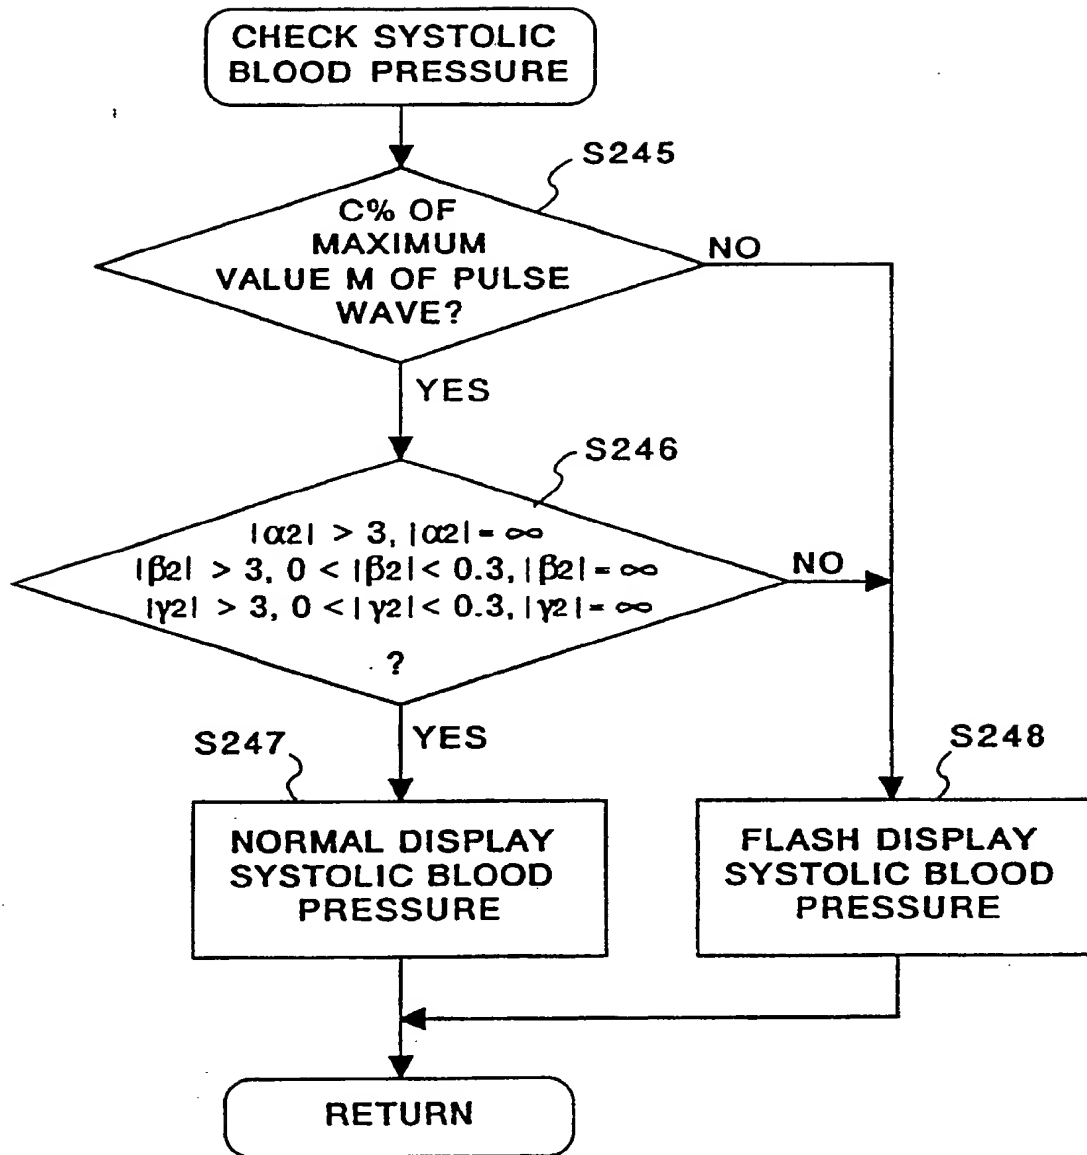 CHECK SYSTOLIC
BLOOD PRESSURE
S245
C% OF
MAXIMUM
VALUE M OF PULSE
WAVE?
NO
YES
S246
|α2| > 3, |α2| = ∞
|β2| > 3, 0 < |β2| < 0.3, |β2| = ∞
|γ2| > 3, 0 < |γ2| < 0.3, |γ2| = ∞
?
NO
YES
S247
S248
NORMAL DISPLAY
SYSTOLIC BLOOD
PRESSURE
FLASH DISPLAY
SYSTOLIC BLOOD
PRESSURE
RETURN